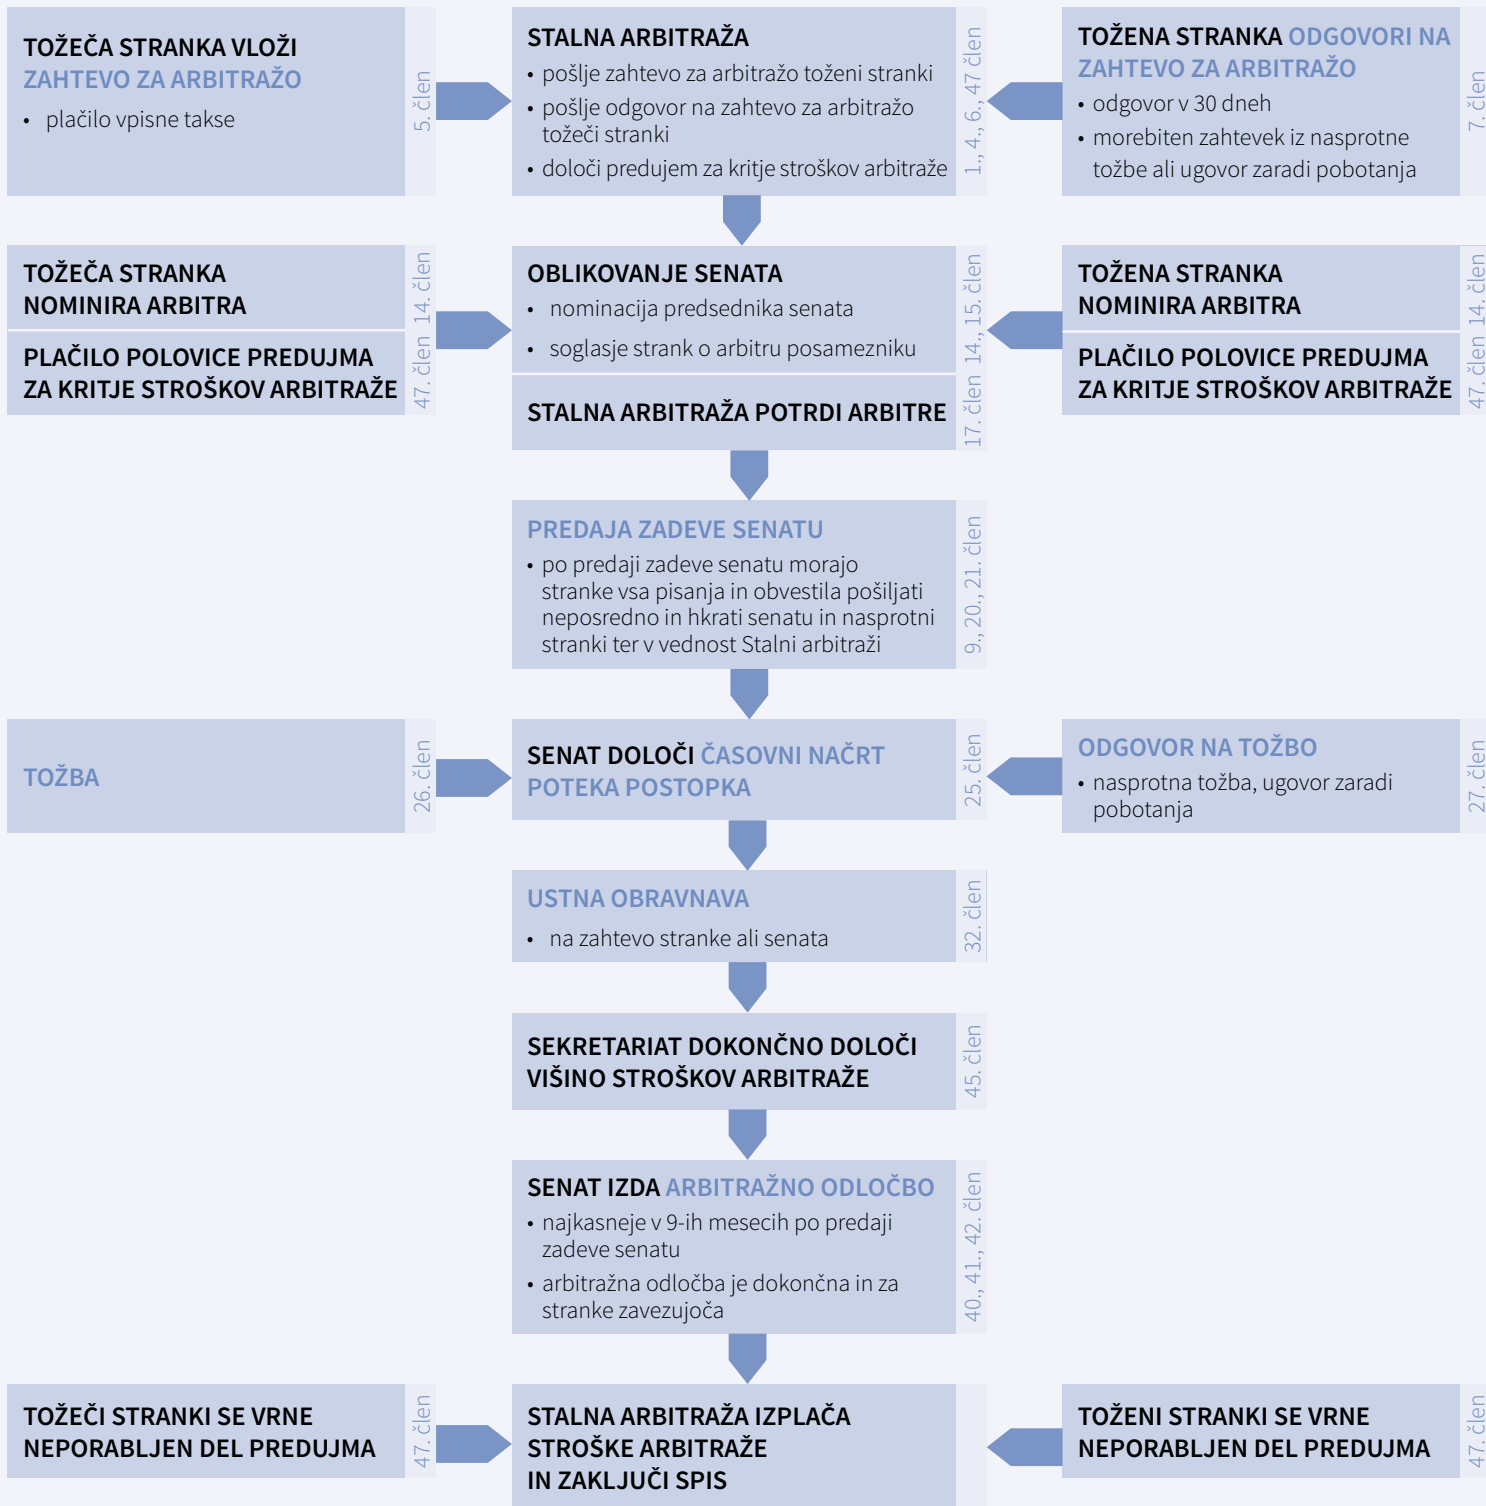 TOŽEČA STRANKA VLOŽI
ZAHTEVO ZA ARBITRAŽO
• plačilo vpisne takse
5. člen
STALNA ARBITRAŽA
• pošlje zahtevo za arbitražo toženi stranki
• pošlje odgovor na zahtevo za arbitražo
tožeči stranki
• določi predujem za kritje stroškov arbitraže
1., 4., 6., 47 člen
TOŽENA STRANKA ODGOVORI NA
ZAHTEVO ZA ARBITRAŽO
• odgovor v 30 dneh
• morebiten zahtevek iz nasprotne
tožbe ali ugovor zaradi pobotanja
7. člen
TOŽEČA STRANKA
NOMINIRA ARBITRA
14. člen
PLAČILO POLOVICE PREDUJMA
ZA KRITJE STROŠKOV ARBITRAŽE
47. člen
OBLIKOVANJE SENATA
• nominacija predsednika senata
• soglasje strank o arbitru posamezniku
14., 15. člen
STALNA ARBITRAŽA POTRDI ARBITRE
17. člen
TOŽENA STRANKA
NOMINIRA ARBITRA
14. člen
PLAČILO POLOVICE PREDUJMA
ZA KRITJE STROŠKOV ARBITRAŽE
47. člen
PREDAJA ZADEVE SENATU
• po predaji zadeve senatu morajo
stranke vsa pisanja in obvestila pošiljati
neposredno in hkrati senatu in nasprotni
stranki ter v vednost Stalni arbitraži
9., 20., 21. člen
TOŽBA
26. člen
SENAT DOLOČI ČASOVNI NAČRT
POTEKA POSTOPKA
25. člen
ODGOVOR NA TOŽBO
• nasprotna tožba, ugovor zaradi
pobotanja
27. člen
USTNA OBRAVNAVA
• na zahtevo stranke ali senata
32. člen
SEKRETARIAT DOKONČNO DOLOČI
VIŠINO STROŠKOV ARBITRAŽE
45. člen
SENAT IZDA ARBITRAŽNO ODLOČBO
• najkasneje v 9-ih mesecih po predaji
zadeve senatu
• arbitražna odločba je dokončna in za
stranke zavezujoča
40., 41., 42. člen
TOŽEČI STRANKI SE VRNE
NEPORABLJEN DEL PREDUJMA
47. člen
STALNA ARBITRAŽA IZPLAČA
STROŠKE ARBITRAŽE
IN ZAKLJUČI SPIS
TOŽENI STRANKI SE VRNE
NEPORABLJEN DEL PREDUJMA
47. člen